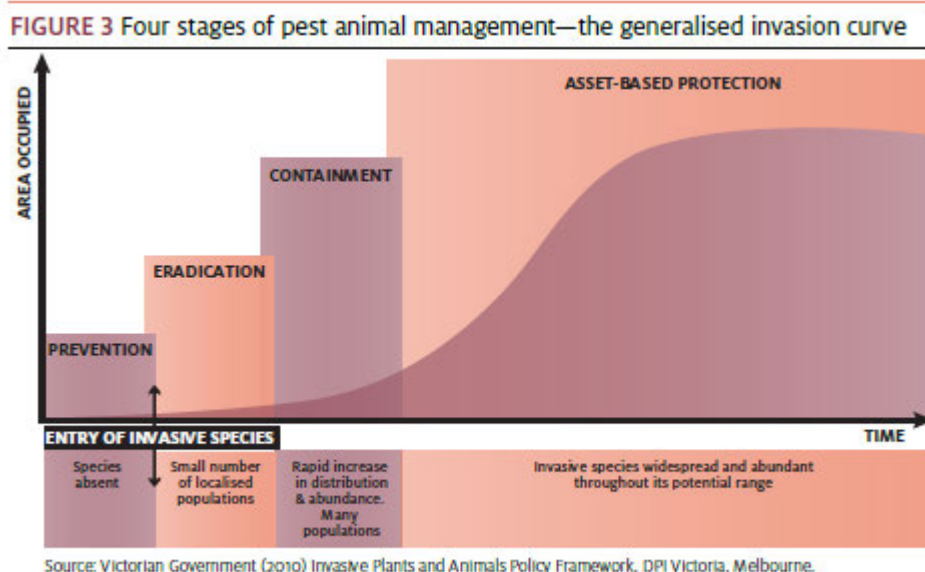 FIGURE 3 Four stages of pest animal management—the generalised invasion curve
AREA OCCUPIED
ASSET-BASED PROTECTION
CONTAINMENT
ERADICATION
PREVENTION
ENTRY OF INVASIVE SPECIES
TIME
Species
absent
Small number
of localised
populations
Rapid increase
in distribution
& abundance.
Many
populations
Invasive species widespread and abundant
throughout its potential range
Source: Victorian Government (2010) Invasive Plants and Animals Policy Framework, DPI Victoria, Melbourne.